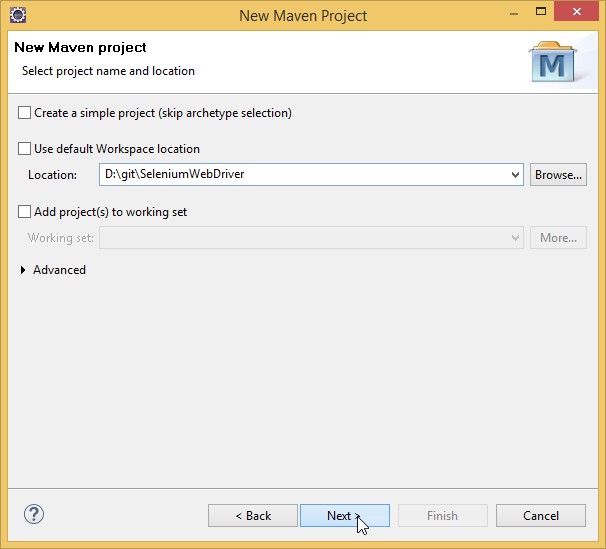 New Maven Project
New Maven project
Select project name and location
M
Create a simple project (skip archetype selection)
Use default Workspace location
Location: D:\git\SeleniumWebDriver Browse...
Add project(s) to working set
Working set: More...
Advanced
? < Back Next > Finish Cancel